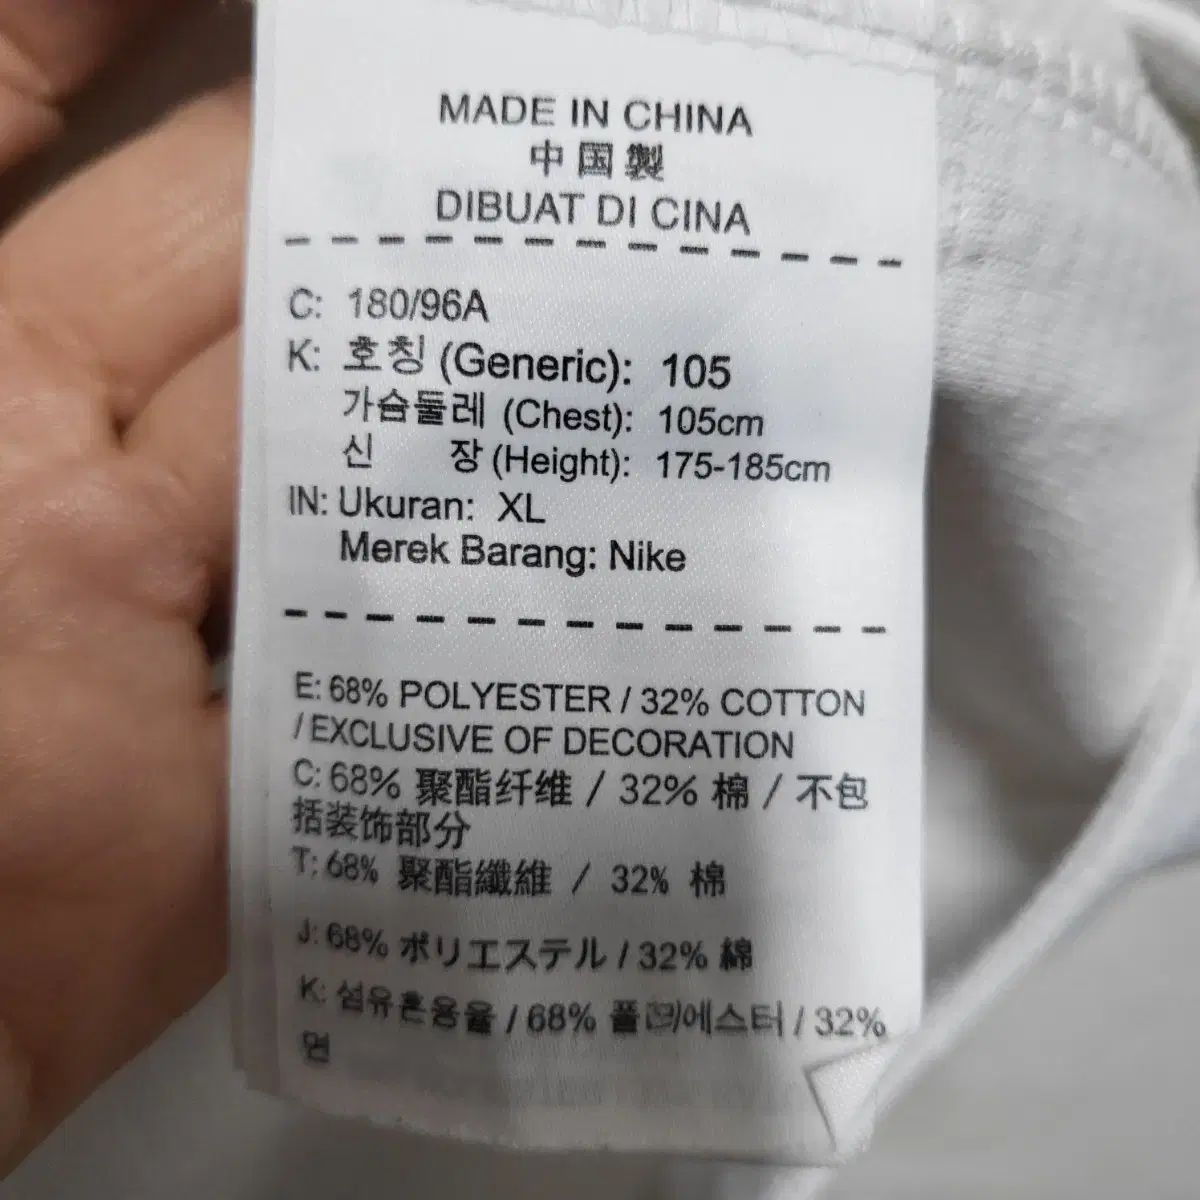 MADE IN CHINA
中国製
DIBUAT DI CINA
C: 180/96A
K: 호칭 (Generic): 105
가슴둘레 (Chest): 105cm
신 장 (Height): 175-185cm
IN: Ukuran: XL
Merek Barang: Nike
E: 68% POLYESTER / 32% COTTON
/ EXCLUSIVE OF DECORATION
C: 68% 聚酯纤维 / 32% 棉 / 不包
括装饰部分
T: 68% 聚酯纖維 / 32% 棉
J: 68% ポリエステル / 32% 綿
K: 섬유혼용율 / 68% 폴리에스터 / 32%
면